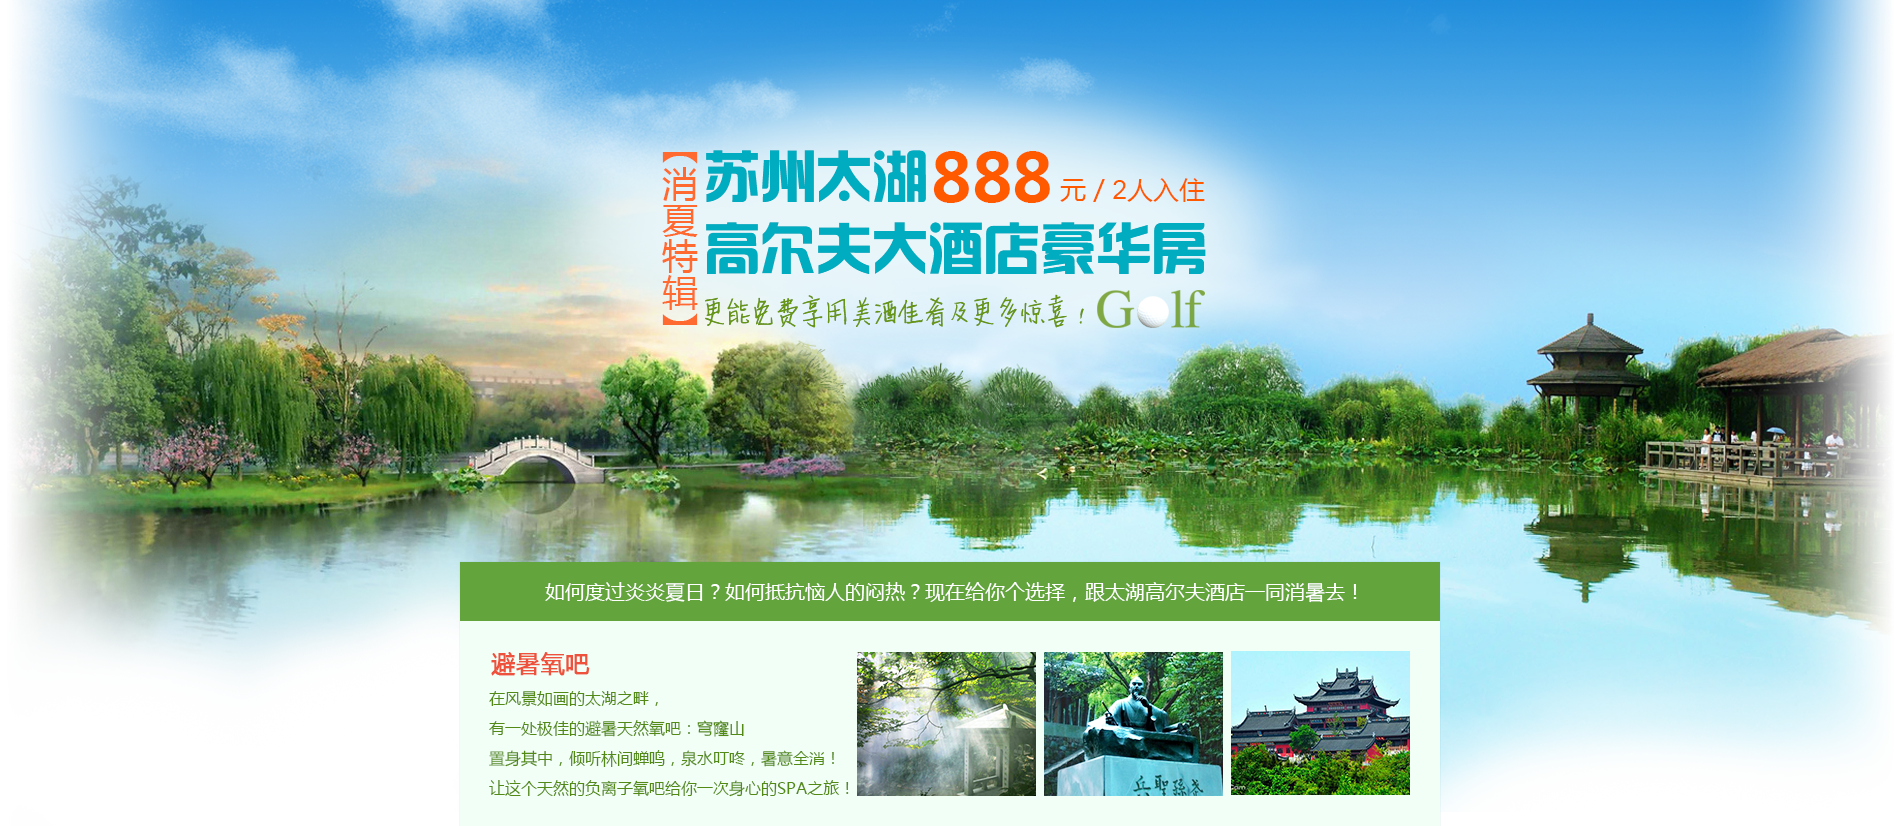 【消夏特辑】
苏州太湖888元 / 2人入住
高尔夫大酒店豪华房
更能免费享用美酒佳肴及更多惊喜！Golf
如何度过炎炎夏日？如何抵抗恼人的闷热？现在给你个选择，跟太湖高尔夫酒店一同消暑去！
避暑氧吧
在风景如画的太湖之畔，
有一处极佳的避暑天然氧吧：穹窿山
置身其中，倾听林间蝉鸣，泉水叮咚，暑意全消！
让这个天然的负离子氧吧给你一次身心的SPA之旅！
兵聖孫